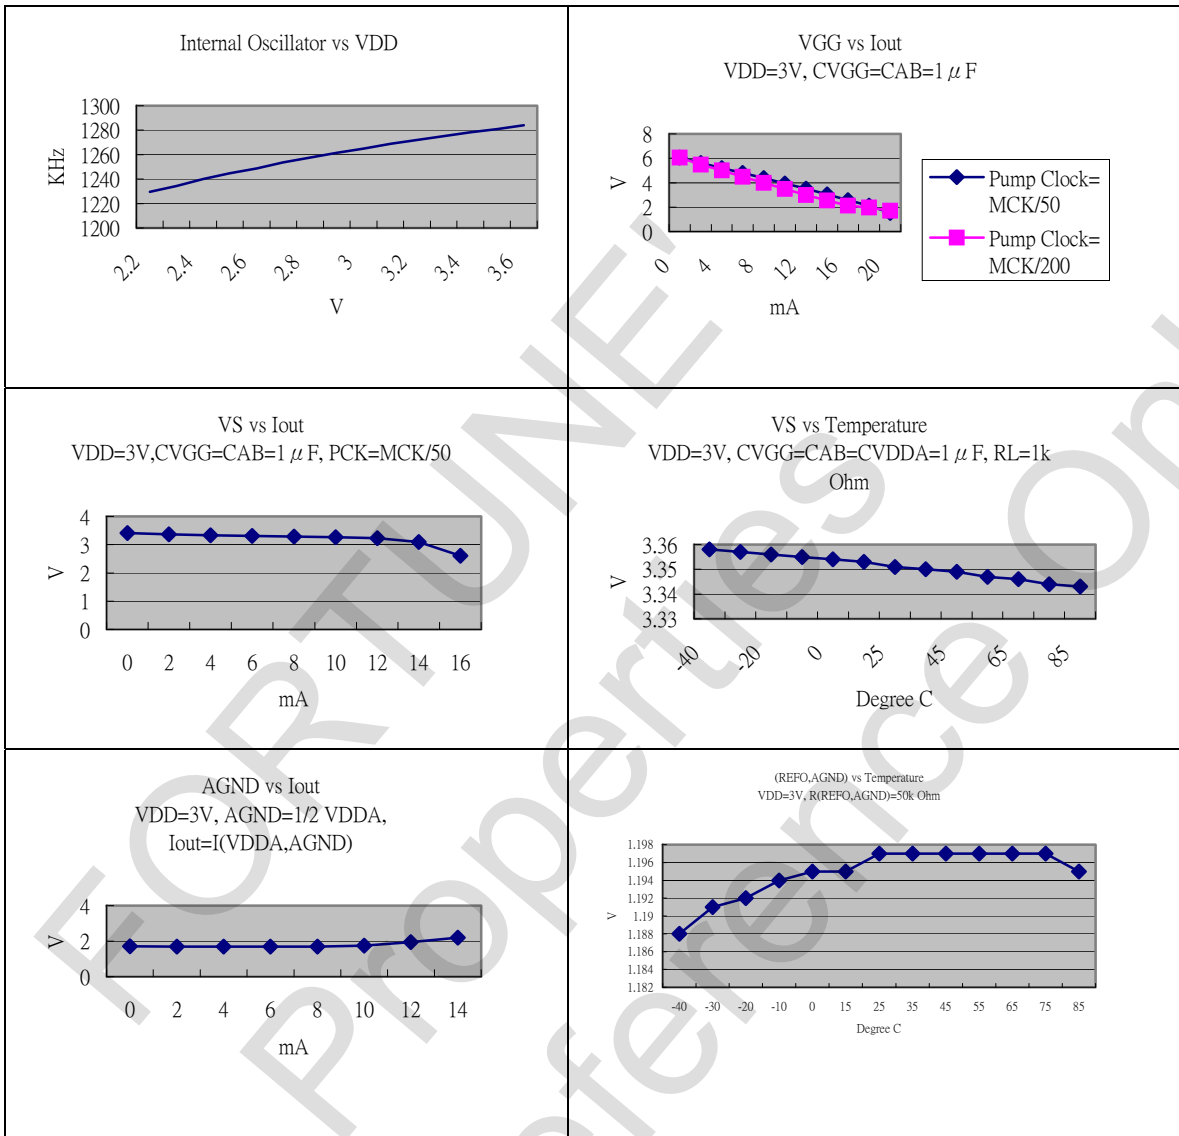 Internal Oscillator vs VDD
1300
1280
1260
1240
1220
1200
KHz
2.2
2.4
2.6
2.8
3
3.2
3.4
3.6
V
VGG vs Iout
VDD=3V, CVGG=CAB=1 μ F
8
6
4
2
0
V
0
4
8
12
16
20
mA
Pump Clock=
MCK/50
Pump Clock=
MCK/200
VS vs Iout
VDD=3V,CVGG=CAB=1 μ F, PCK=MCK/50
4
3
2
1
0
V
0 2 4 6 8 10 12 14 16
mA
VS vs Temperature
VDD=3V, CVGG=CAB=CVDDA=1 μ F, RL=1k
Ohm
3.36
3.35
3.34
3.33
V
-40
-20
0
25
45
65
85
Degree C
AGND vs Iout
VDD=3V, AGND=1/2 VDDA,
Iout=I(VDDA,AGND)
4
2
0
V
0 2 4 6 8 10 12 14
mA
(REFO,AGND) vs Temperature
VDD=3V, R(REFO,AGND)=50k Ohm
1.198
1.196
1.194
1.192
1.19
1.188
1.186
1.184
1.182
V
-40 -30 -20 -10 0 15 25 35 45 55 65 75 85
Degree C
FORTUNE'
Properties